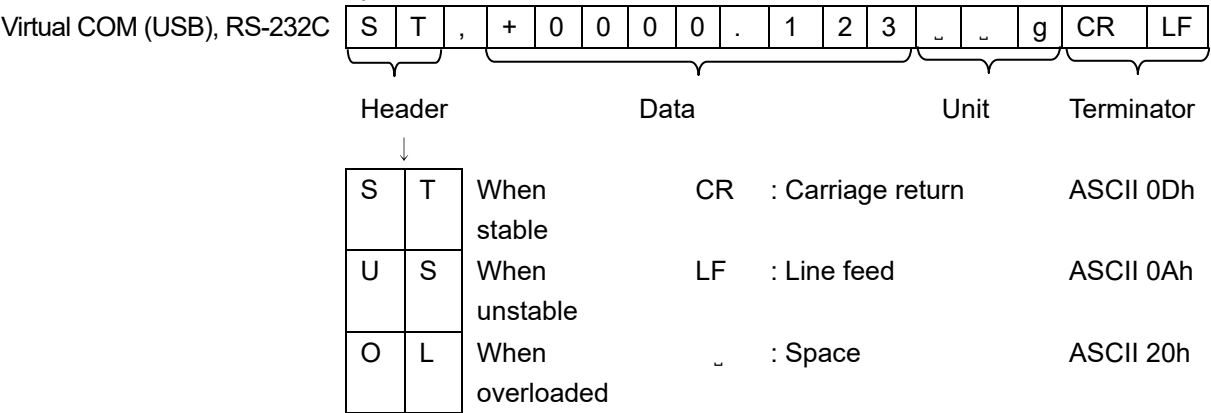 Virtual COM (USB), RS-232C S T , + 0 0 0 0 . 1 2 3 ␣ ␣ g CR LF
Header Data Unit Terminator
↓
S T When stable CR : Carriage return ASCII 0Dh
U S When unstable LF : Line feed ASCII 0Ah
O L When overloaded ␣ : Space ASCII 20h